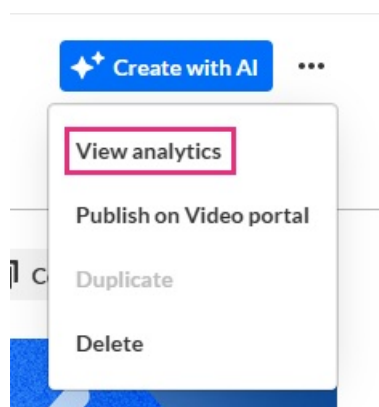 Create with AI
View analytics
Publish on Video portal
Duplicate
Delete